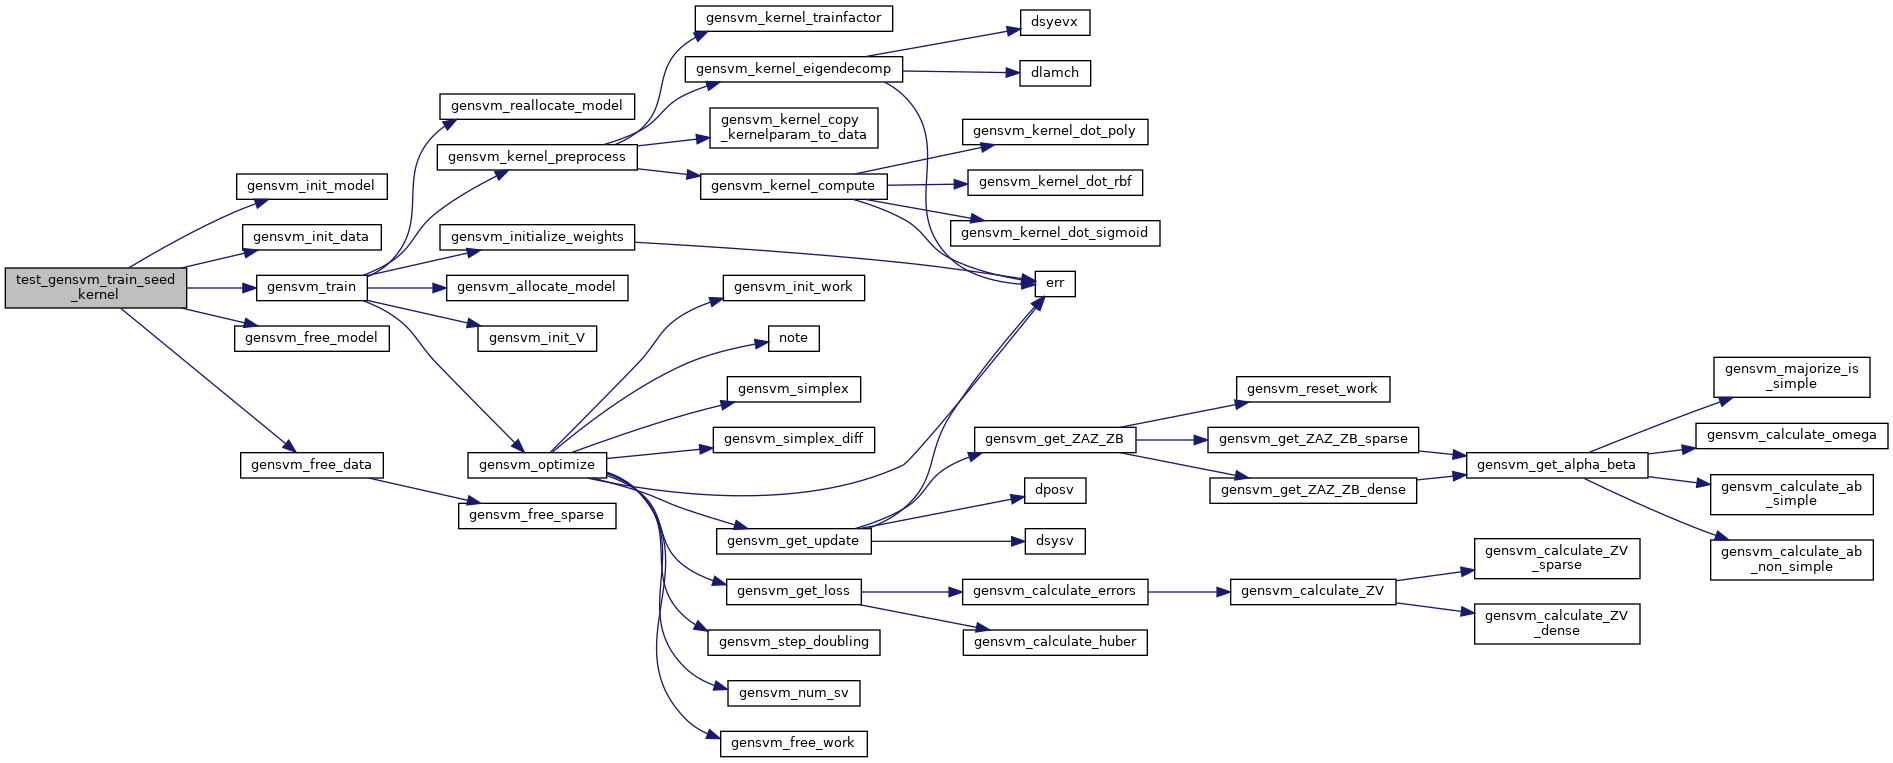 test_gensvm_train_seed
_kernel
gensvm_init_model
gensvm_init_data
gensvm_train
gensvm_free_model
gensvm_free_data
gensvm_reallocate_model
gensvm_kernel_preprocess
gensvm_initialize_weights
gensvm_allocate_model
gensvm_init_V
gensvm_optimize
gensvm_free_sparse
gensvm_kernel_trainfactor
gensvm_kernel_eigendecomp
gensvm_kernel_copy
_kernelparam_to_data
gensvm_kernel_compute
gensvm_init_work
note
gensvm_simplex
gensvm_simplex_diff
gensvm_get_update
gensvm_get_loss
gensvm_step_doubling
gensvm_num_sv
gensvm_free_work
dsyevx
dlamch
gensvm_kernel_dot_poly
gensvm_kernel_dot_rbf
gensvm_kernel_dot_sigmoid
err
gensvm_get_ZAZ_ZB
dposv
dsysv
gensvm_calculate_errors
gensvm_calculate_huber
gensvm_reset_work
gensvm_get_ZAZ_ZB_sparse
gensvm_get_ZAZ_ZB_dense
gensvm_calculate_ZV
gensvm_get_alpha_beta
gensvm_calculate_ZV
_sparse
gensvm_calculate_ZV
_dense
gensvm_majorize_is
_simple
gensvm_calculate_omega
gensvm_calculate_ab
_simple
gensvm_calculate_ab
_non_simple